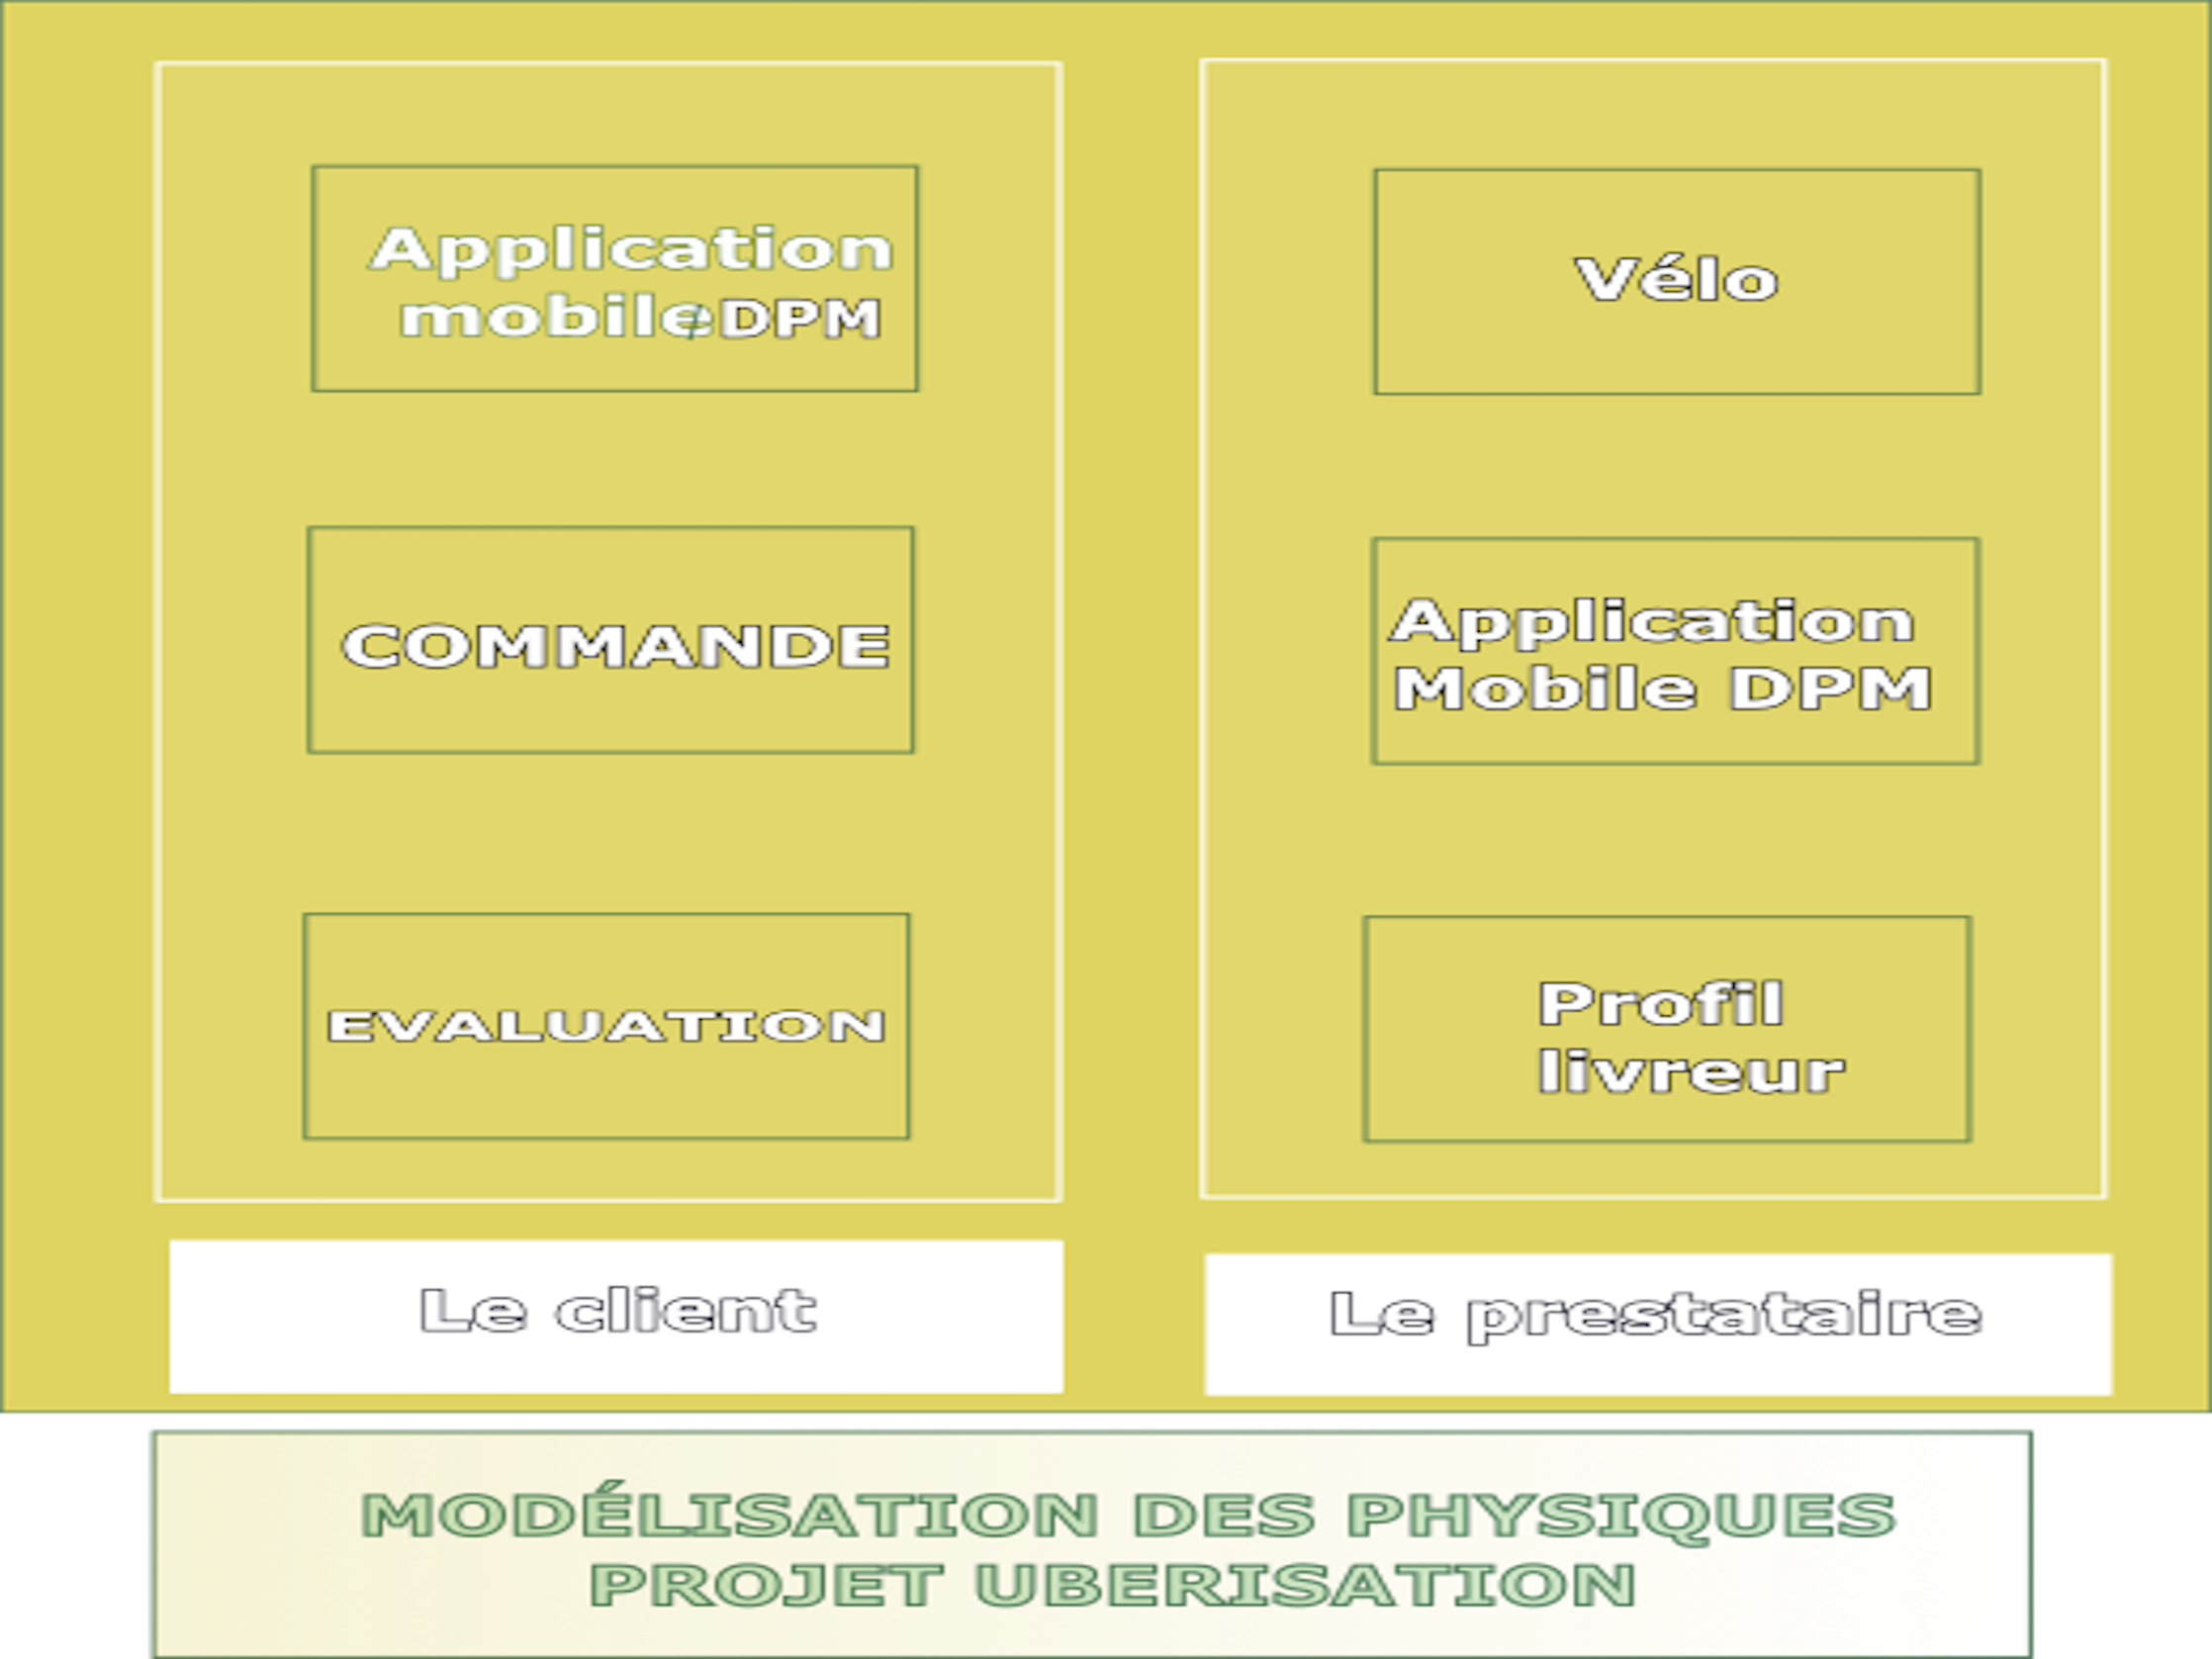 Application
mobile DPM
COMMANDE
EVALUATION
Le client
Vélo
Application
Mobile DPM
Profil
livreur
Le prestataire
MODÉLISATION DES PHYSIQUES
PROJET UBERISATION